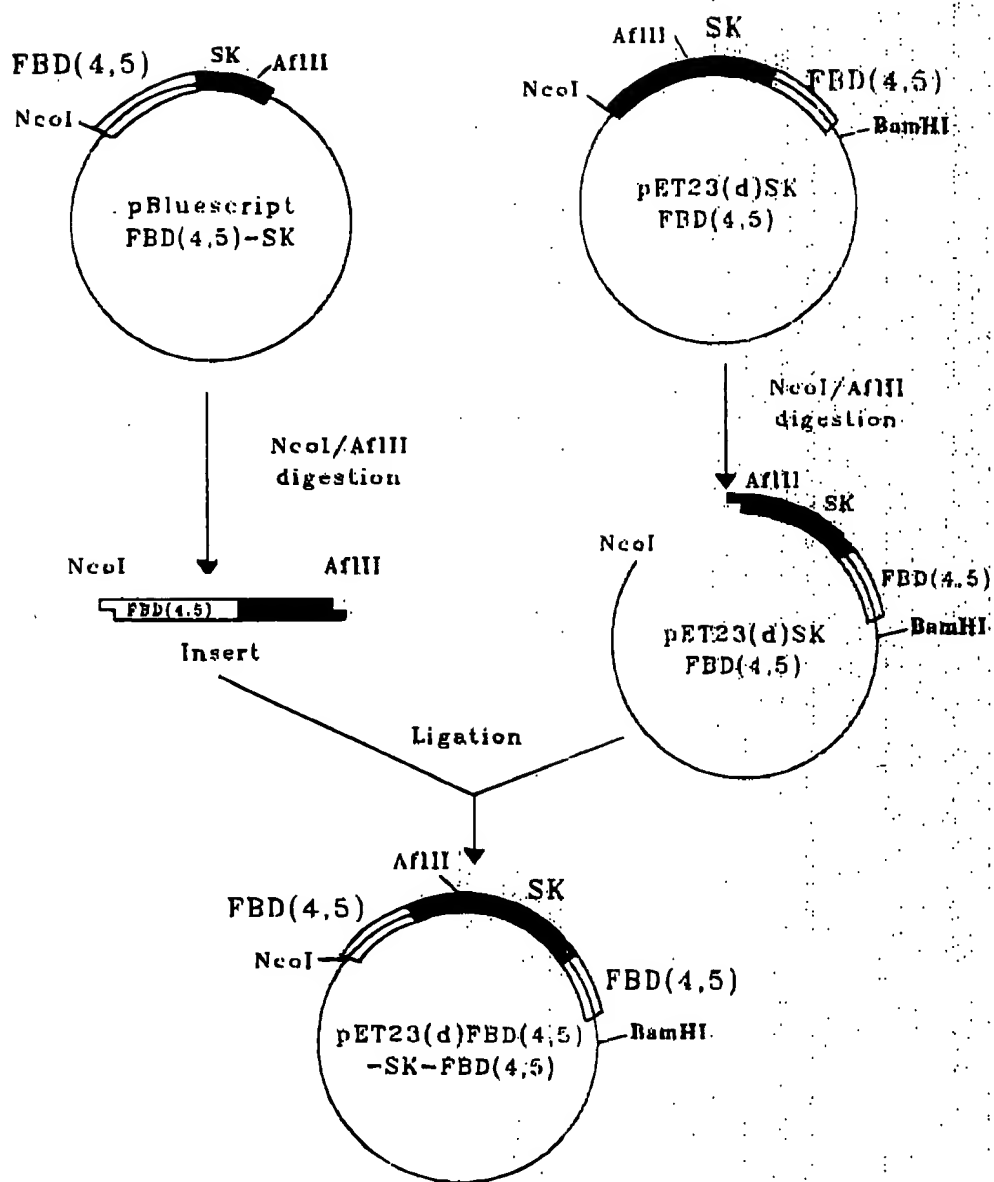 FBD(4,5)
SK
AflII
NcoI
pBluescript
FBD(4,5)-SK
AflII
SK
NcoI
FBD(4,5)
BamHI
pET23(d)SK
FBD(4,5)
NcoI/AflII
digestion
NcoI/AflII
digestion
NcoI
AflII
FBD(4,5)
Insert
AflII
SK
NcoI
FBD(4,5)
BamHI
pET23(d)SK
FBD(4,5)
Ligation
AflII
SK
FBD(4,5)
NcoI
FBD(4,5)
BamHI
pET23(d)FBD(4,5)
-SK-FBD(4,5)